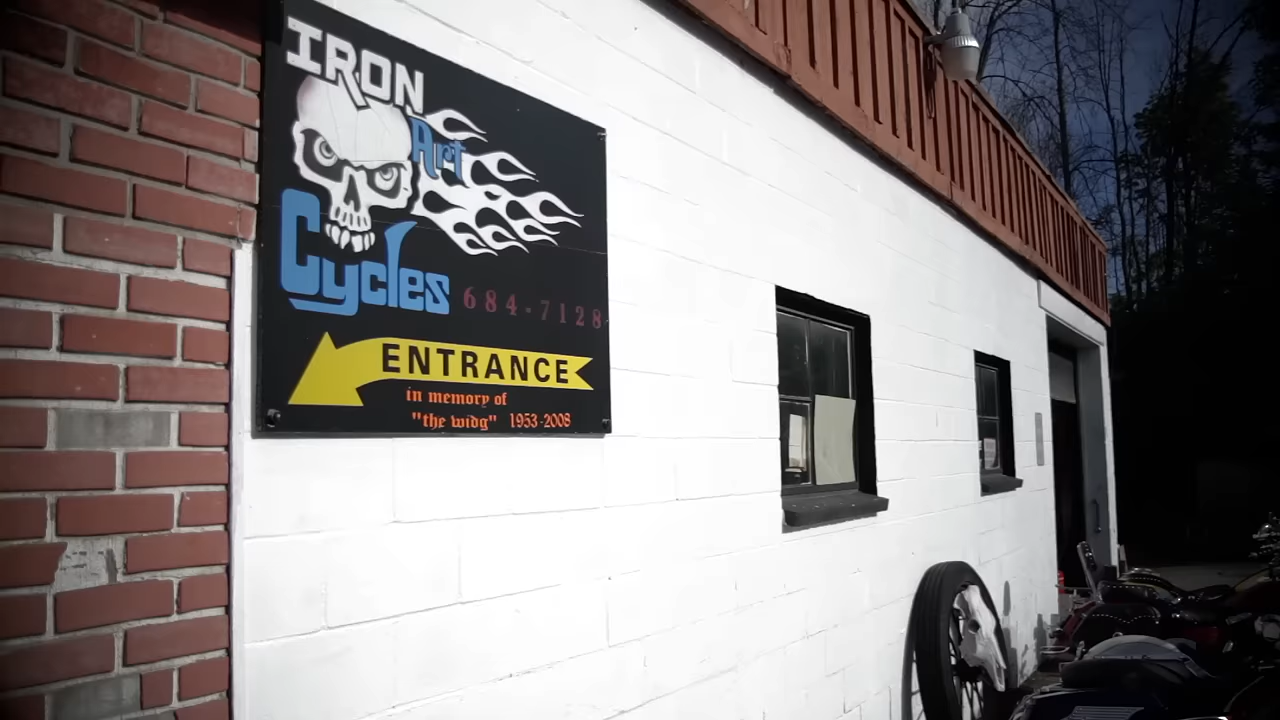 IRON
Art
Cycles
684-7128
ENTRANCE
in memory of
"the widg" 1953-2008